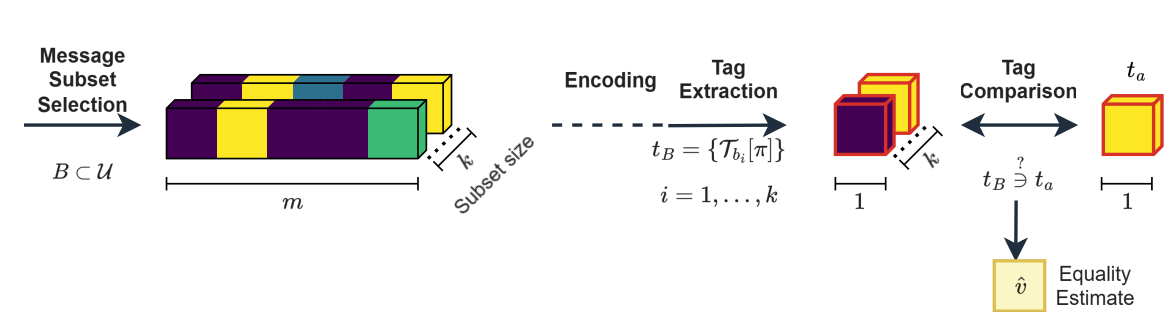 Message
Subset
Selection
B ⊂ 𝒰
m
k
Subset size
Encoding
Tag
Extraction
t_B = {𝒯_{b_i}[π]}
i = 1, . . . , k
1
k
Tag
Comparison
t_B ∋^? t_a
t_a
1
v̂
Equality
Estimate